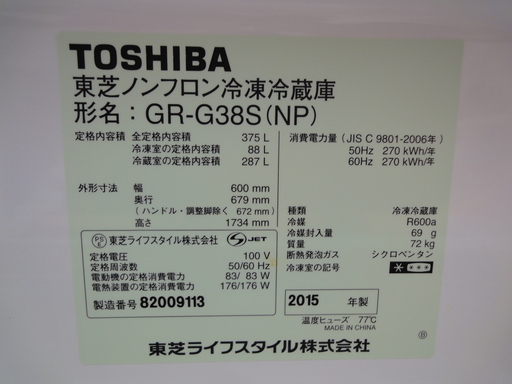 TOSHIBA
東芝ノンフロン冷凍冷蔵庫
形名：GR-G38S(NP)
定格内容積 全定格内容積 375 L
冷凍室の定格内容積 88 L
冷蔵室の定格内容積 287 L
外形寸法 幅 600 mm
奥行 679 mm
(ハンドル・調整脚除く 672 mm)
高さ 1734 mm
PS E 東芝ライフスタイル株式会社 S JET
定格電圧 100 V
定格周波数 50/60 Hz
電動機の定格消費電力 83/ 83 W
電熱装置の定格消費電力 176/176 W
製造番号 82009113
消費電力量 (JIS C 9801-2006年)
50Hz 270 kWh/年
60Hz 270 kWh/年
種類 冷凍冷蔵庫
冷媒 R600a
冷媒封入量 69 g
質量 72 kg
断熱発泡ガス シクロペンタン
冷凍室の記号
2015 年製
温度ヒューズ 77℃
MADE IN CHINA
B
東芝ライフスタイル株式会社